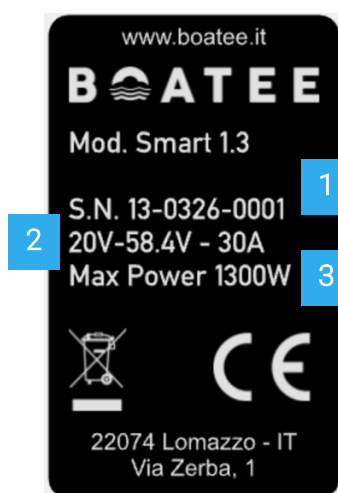 www.boatee.it
BOATEE
Mod. Smart 1.3
1
S.N. 13-0326-0001
2
20V-58.4V - 30A
Max Power 1300W
3
CE
22074 Lomazzo - IT
Via Zerba, 1